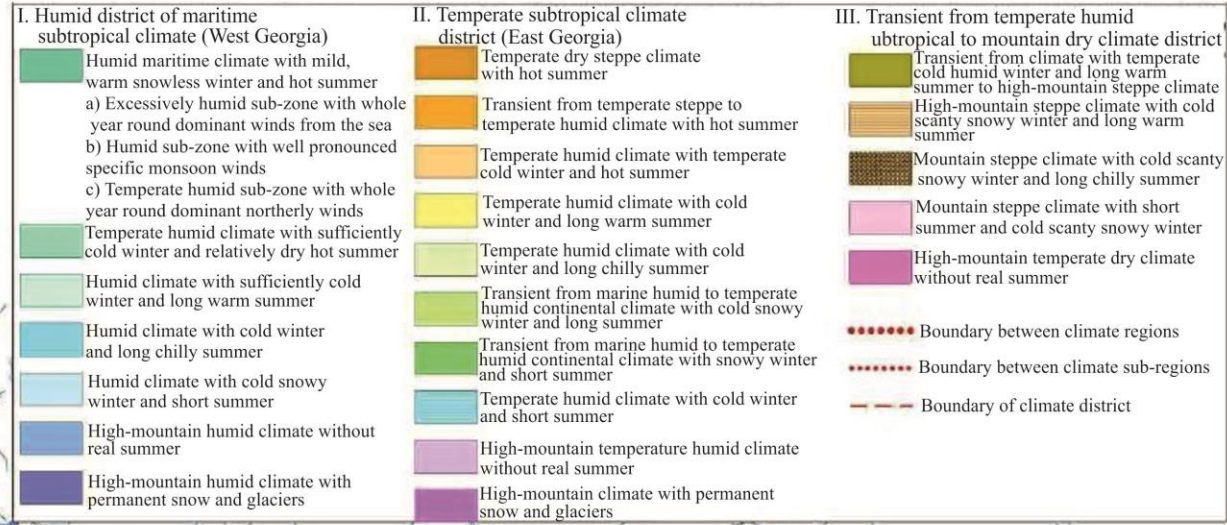 I. Humid district of maritime
subtropical climate (West Georgia)
Humid maritime climate with mild,
warm snowless winter and hot summer
a) Excessively humid sub-zone with whole
year round dominant winds from the sea
b) Humid sub-zone with well pronounced
specific monsoon winds
c) Temperate humid sub-zone with whole
year round dominant northerly winds
Temperate humid climate with sufficiently
cold winter and relatively dry hot summer
Humid climate with sufficiently cold
winter and long warm summer
Humid climate with cold winter
and long chilly summer
Humid climate with cold snowy
winter and short summer
High-mountain humid climate without
real summer
High-mountain humid climate with
permanent snow and glaciers
II. Temperate subtropical climate
district (East Georgia)
Temperate dry steppe climate
with hot summer
Transient from temperate steppe to
temperate humid climate with hot summer
Temperate humid climate with temperate
cold winter and hot summer
Temperate humid climate with cold
winter and long warm summer
Temperate humid climate with cold
winter and long chilly summer
Transient from marine humid to temperate
humid continental climate with cold snowy
winter and long summer
Transient from marine humid to temperate
humid continental climate with snowy winter
and short summer
Temperate humid climate with cold winter
and short summer
High-mountain temperature humid climate
without real summer
High-mountain climate with permanent
snow and glaciers
III. Transient from temperate humid
ubtropical to mountain dry climate district
Transient from climate with temperate
cold humid winter and long warm
summer to high-mountain steppe climate
High-mountain steppe climate with cold
scanty snowy winter and long warm
summer
Mountain steppe climate with cold scanty
snowy winter and long chilly summer
Mountain steppe climate with short
summer and cold scanty snowy winter
High-mountain temperate dry climate
without real summer
Boundary between climate regions
Boundary between climate sub-regions
Boundary of climate district